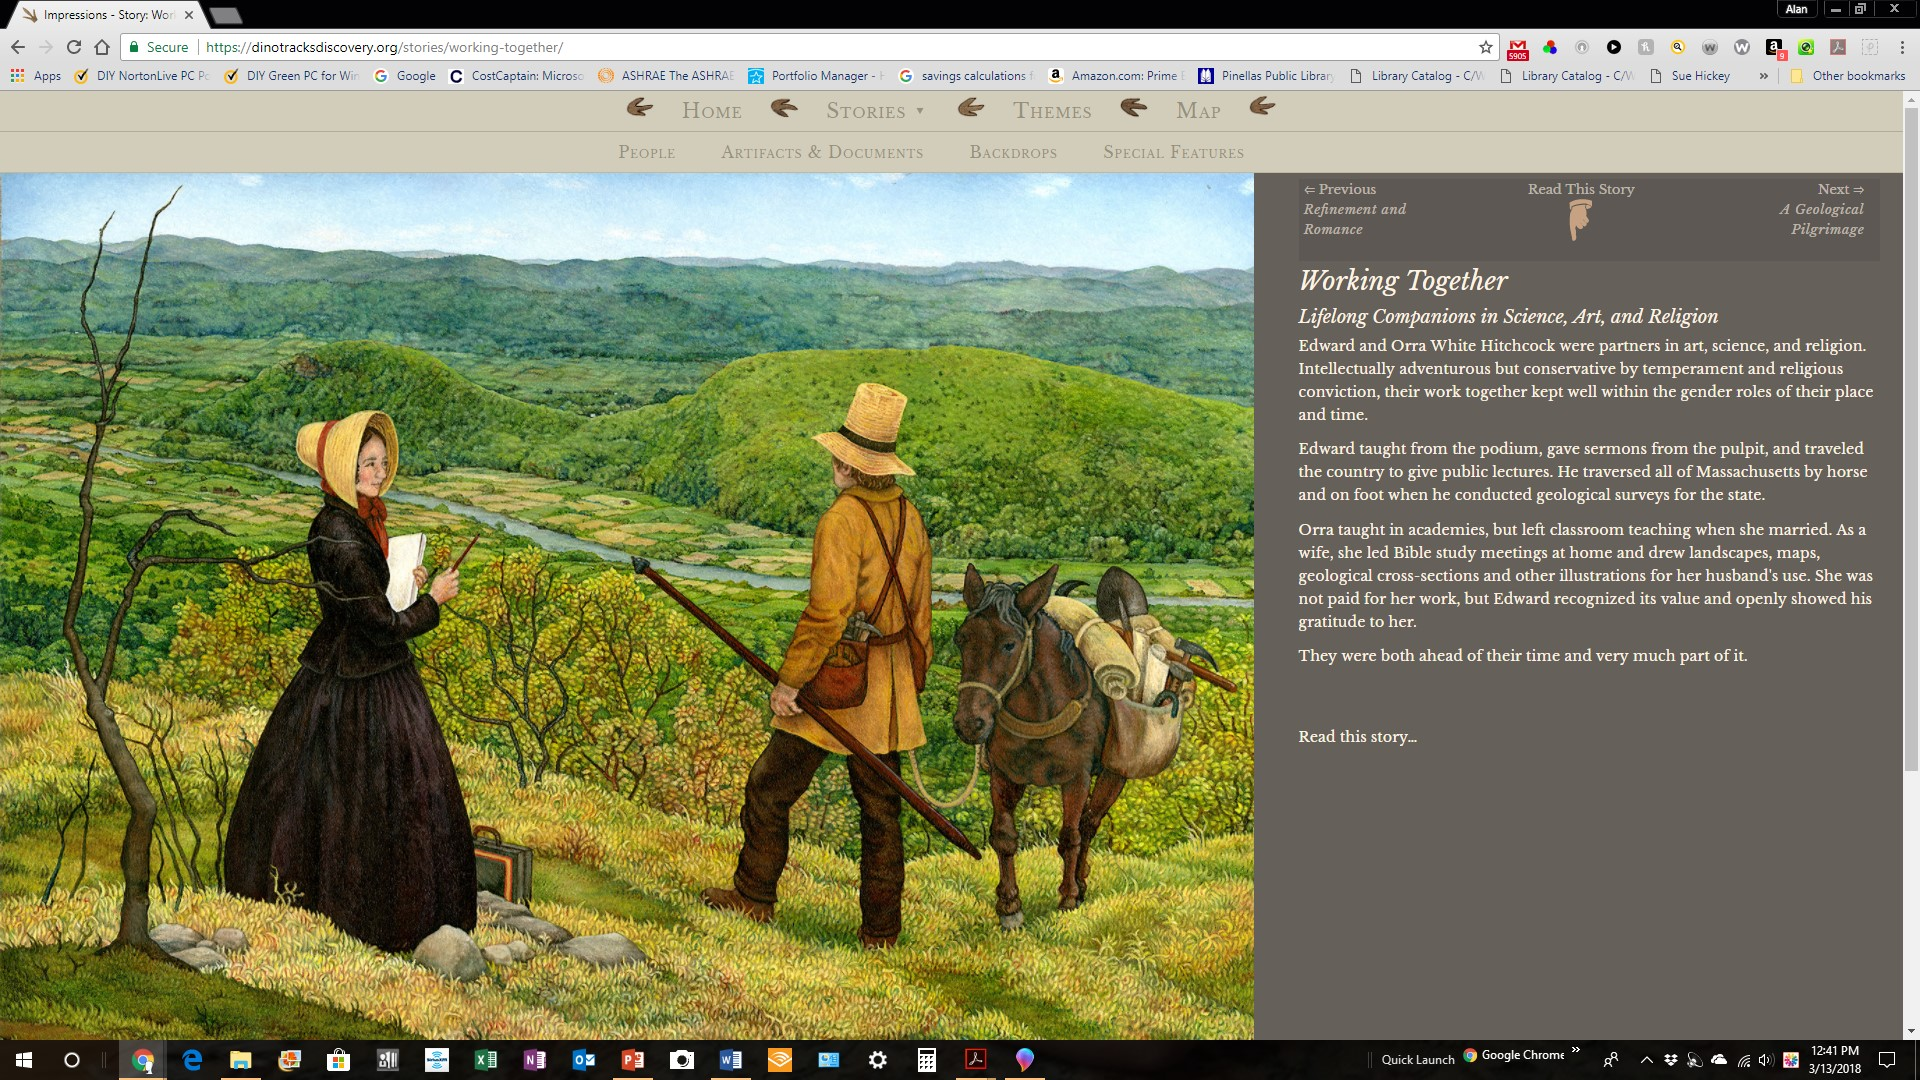 Impressions - Story: Wor
Alan
Secure
https://dinotracksdiscovery.org/stories/working-together/
5905
9
Apps
DIY NortonLive PC Po
DIY Green PC for Win
Google
CostCaptain: Microso
ASHRAE The ASHRAE
Portfolio Manager -
savings calculations f
Amazon.com: Prime
Pinellas Public Library
Library Catalog - C/W
Library Catalog - C/W
Sue Hickey
»
Other bookmarks
Home
Stories
Themes
Map
People
Artifacts & Documents
Backdrops
Special Features
⇐ Previous
Refinement and
Romance
Read This Story
Next ⇒
A Geological
Pilgrimage
Working Together
Lifelong Companions in Science, Art, and Religion
Edward and Orra White Hitchcock were partners in art, science, and religion.
Intellectually adventurous but conservative by temperament and religious
conviction, their work together kept well within the gender roles of their place
and time.
Edward taught from the podium, gave sermons from the pulpit, and traveled
the country to give public lectures. He traversed all of Massachusetts by horse
and on foot when he conducted geological surveys for the state.
Orra taught in academies, but left classroom teaching when she married. As a
wife, she led Bible study meetings at home and drew landscapes, maps,
geological cross-sections and other illustrations for her husband's use. She was
not paid for her work, but Edward recognized its value and openly showed his
gratitude to her.
They were both ahead of their time and very much part of it.
Read this story...
Quick Launch
Google Chrome
»
12:41 PM
3/13/2018